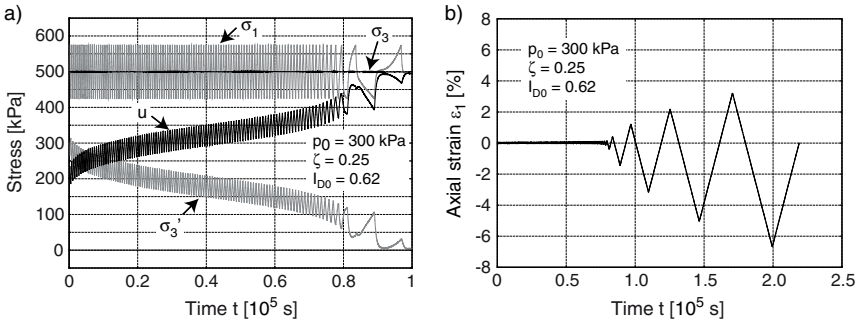 a)
σ1
σ3
600
500
400
300
200
100
0
Stress [kPa]
u
p0 = 300 kPa
ζ = 0.25
ID0 = 0.62
σ3'
0
0.2
0.4
0.6
0.8
1
Time t [10^5 s]
b)
8
6
4
2
0
-2
-4
-6
-8
Axial strain ε1 [%]
p0 = 300 kPa
ζ = 0.25
ID0 = 0.62
0
0.5
1.0
1.5
2.0
2.5
Time t [10^5 s]